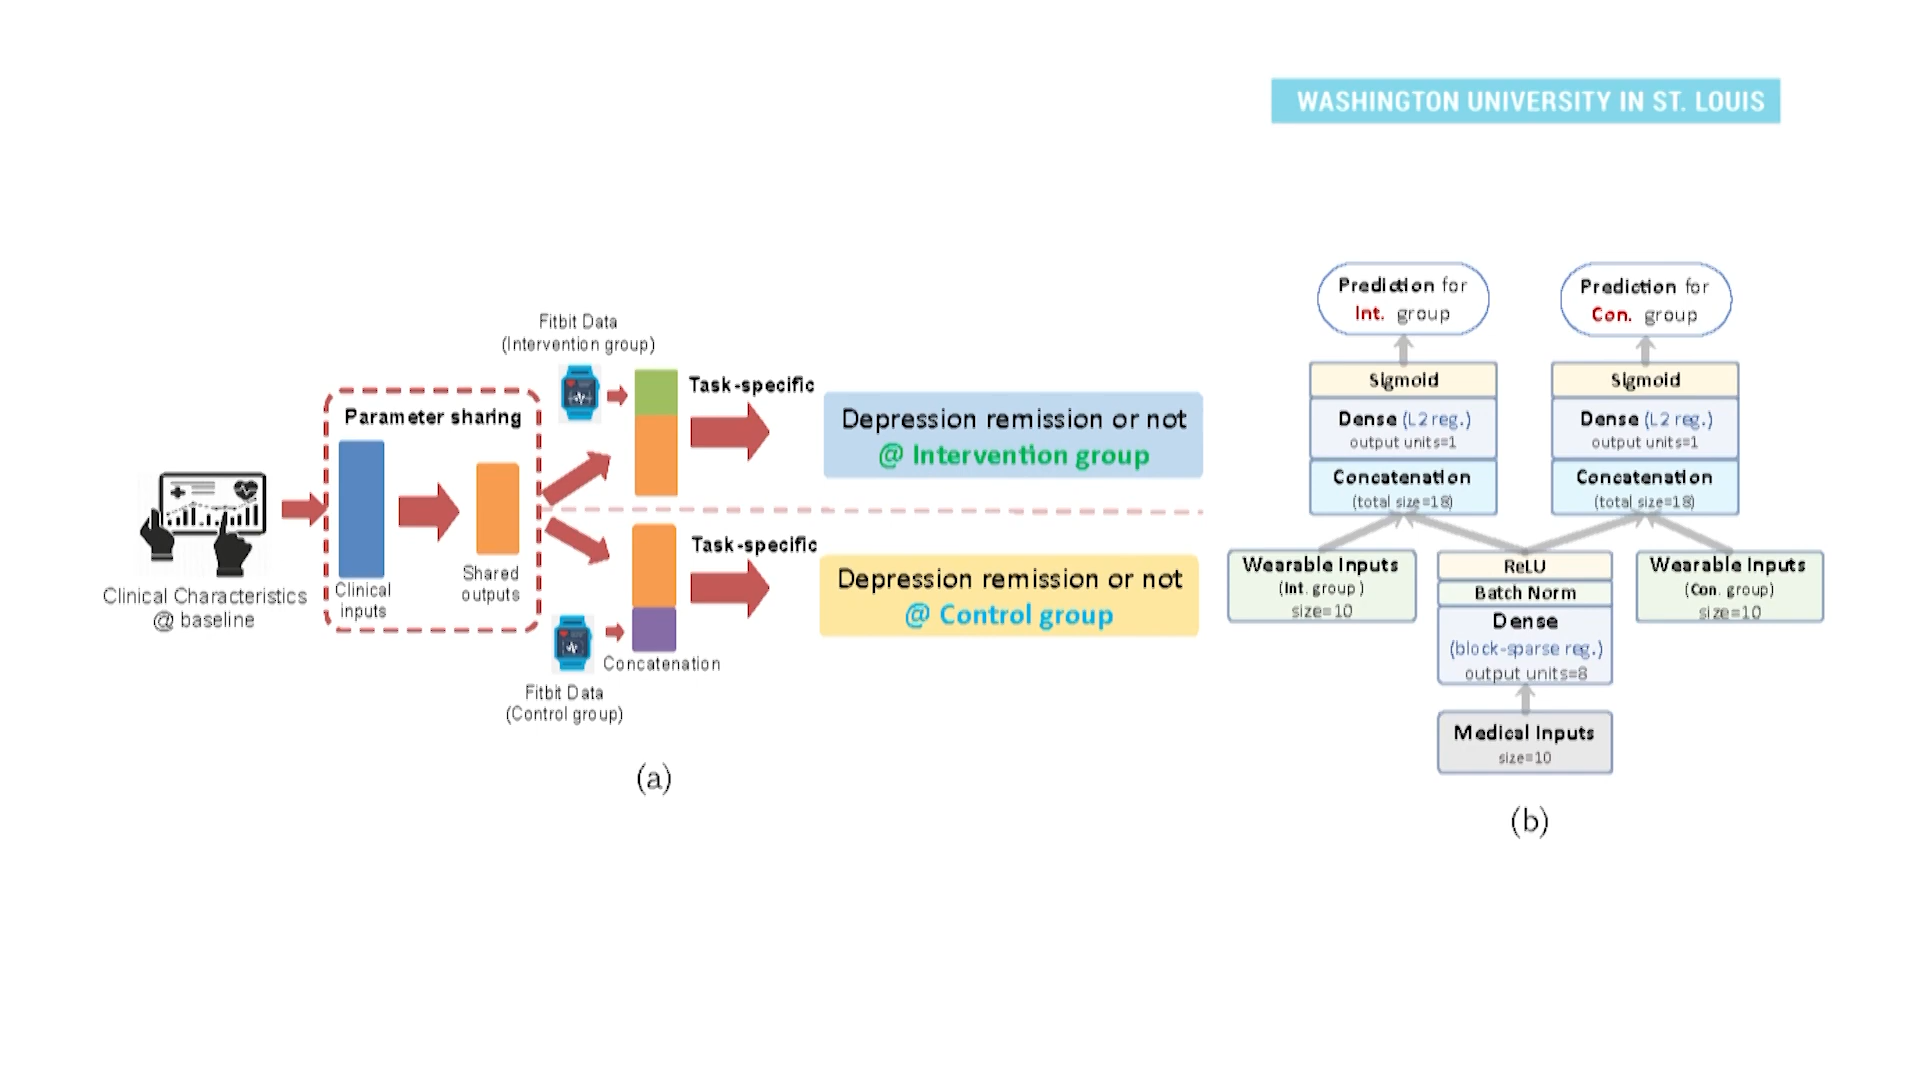 WASHINGTON UNIVERSITY IN ST. LOUIS
Fitbit Data
(Intervention group)
Task-specific
Parameter sharing
Depression remission or not
@ Intervention group
Clinical Characteristics
@ baseline
Clinical
inputs
Shared
outputs
Task-specific
Depression remission or not
@ Control group
Concatenation
Fitbit Data
(Control group)
(a)
Prediction for
Int. group
Sigmoid
Dense (L2 reg.)
output units=1
Concatenation
(total size=18)
Prediction for
Con. group
Sigmoid
Dense (L2 reg.)
output units=1
Concatenation
(total size=18)
Wearable Inputs
(Int. group)
size=10
ReLU
Batch Norm
Dense
(block-sparse reg.)
output units=8
Wearable Inputs
(Con. group)
size=10
Medical Inputs
size=10
(b)